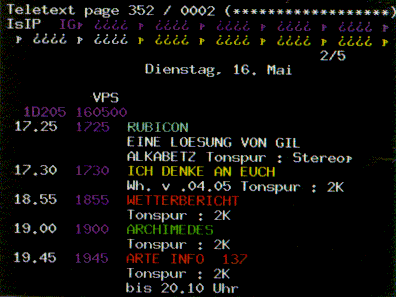 Teletext page 352 / 0002 (******************)
IsIP IGþ ¿¿¿¿ þ ¿¿¿¿ þ ¿¿¿¿ þ ¿¿¿¿ þ ¿¿¿¿ þ ¿¿¿¿
þ ¿¿¿¿ þ ¿¿¿¿ þ ¿¿¿¿ þ ¿¿¿¿ þ ¿¿¿¿ þ ¿¿¿¿ þ
2/5
Dienstag, 16. Mai
VPS
1D205 160500
17.25 1725 RUBICON
EINE LOESUNG VON GIL
ALKABETZ Tonspur : Stereoþ
17.30 1730 ICH DENKE AN EUCH
Wh. v .04.05 Tonspur : 2K
18.55 1855 WETTERBERICHT
Tonspur : 2K
19.00 1900 ARCHIMEDES
Tonspur : 2K
19.45 1945 ARTE INFO 137
Tonspur : 2K
bis 20.10 Uhr